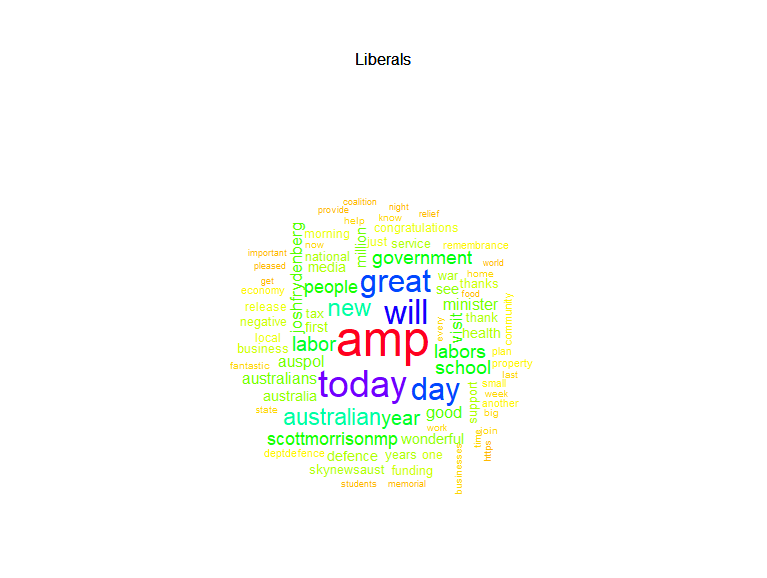 Liberals
coalition
night
provide
relief
know
help
congratulations
joshfrydenberg
morning
million
just
service
remembrance
now
important
national
government
world
pleased
media
great
war
home
get
people
see
thanks
food
economy
new
will
minister
community
release
tax
every
visit
thank
negative
first
amp
health
local
labor
business
labors
plan
auspol
school
property
fantastic
last
australians
today
day
support
small
australia
week
another
state
australian
year
good
big
work
time
join
scottmorrisonmp
wonderful
https
deptdefence
defence
years
one
businesses
skynewsaust
funding
students
memorial